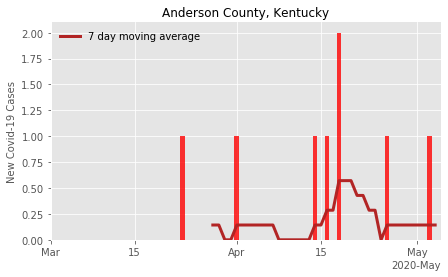 Anderson County, Kentucky
7 day moving average
New Covid-19 Cases
2.00
1.75
1.50
1.25
1.00
0.75
0.50
0.25
0.00
Mar
15
Apr
15
May
2020-May